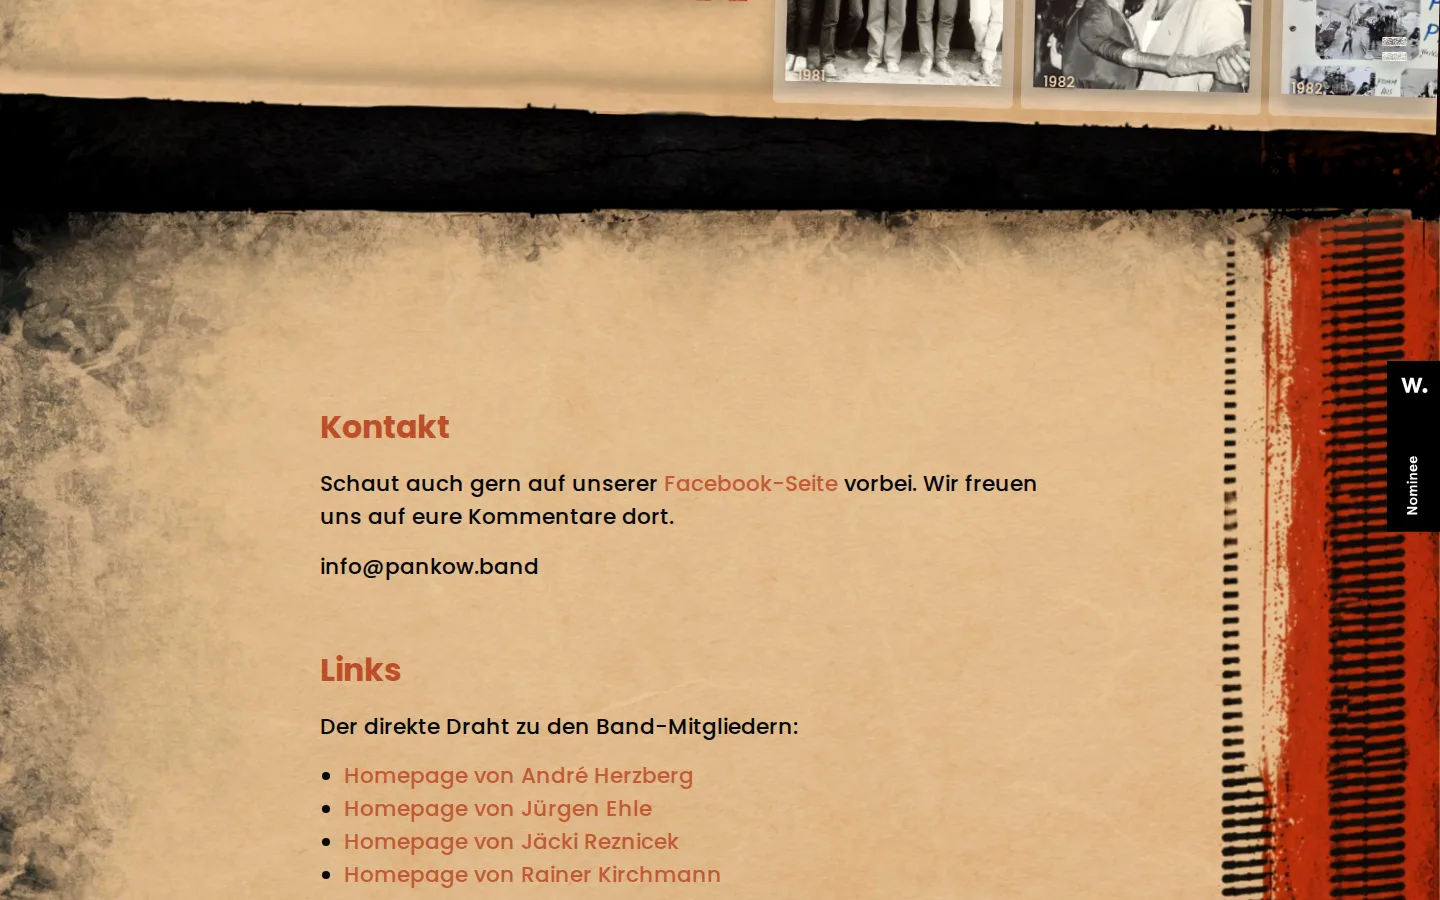 1981
1982
1982
Kontakt
Schaut auch gern auf unserer Facebook-Seite vorbei. Wir freuen
uns auf eure Kommentare dort.
info@pankow.band
Links
Der direkte Draht zu den Band-Mitgliedern:
Homepage von André Herzberg
Homepage von Jürgen Ehle
Homepage von Jäcki Reznicek
Homepage von Rainer Kirchmann
W.
Nominee